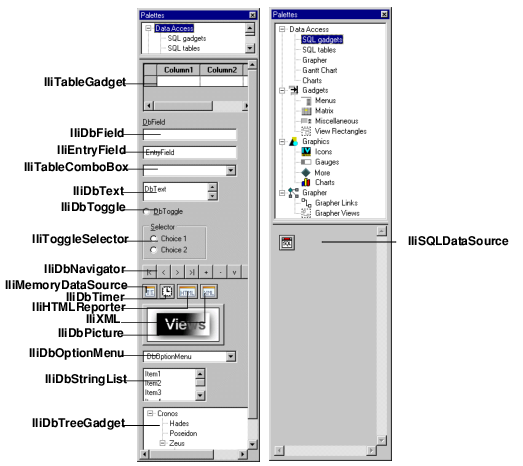 Palettes
Data Access
SQL gadgets
SQL tables
Column1 Column2
IliTableGadget
DbField
IliDbField
IliEntryField
EntryField
IliTableComboBox
IliDbText
DbText
IliDbToggle
DbToggle
Selector
IliToggleSelector
Choice 1
Choice 2
IliDbNavigator
|< < > >| + - v
IliMemoryDataSource
IliDbTimer
IliHTMLReporter
HTML
XML
IliXML
IliDbPicture
Views
IliDbOptionMenu
DbOptionMenu
IliDbStringList
Item1
Item2
Item3
IliDbTreeGadget
Cronos
Hades
Poseidon
Zeus
Palettes
Data Access
SQL gadgets
SQL tables
Grapher
Gantt Chart
Charts
Gadgets
Menus
Matrix
Miscellaneous
View Rectangles
Graphics
Icons
Gauges
More
Charts
Grapher
Grapher Links
Grapher Views
SQL
IliSQLDataSource